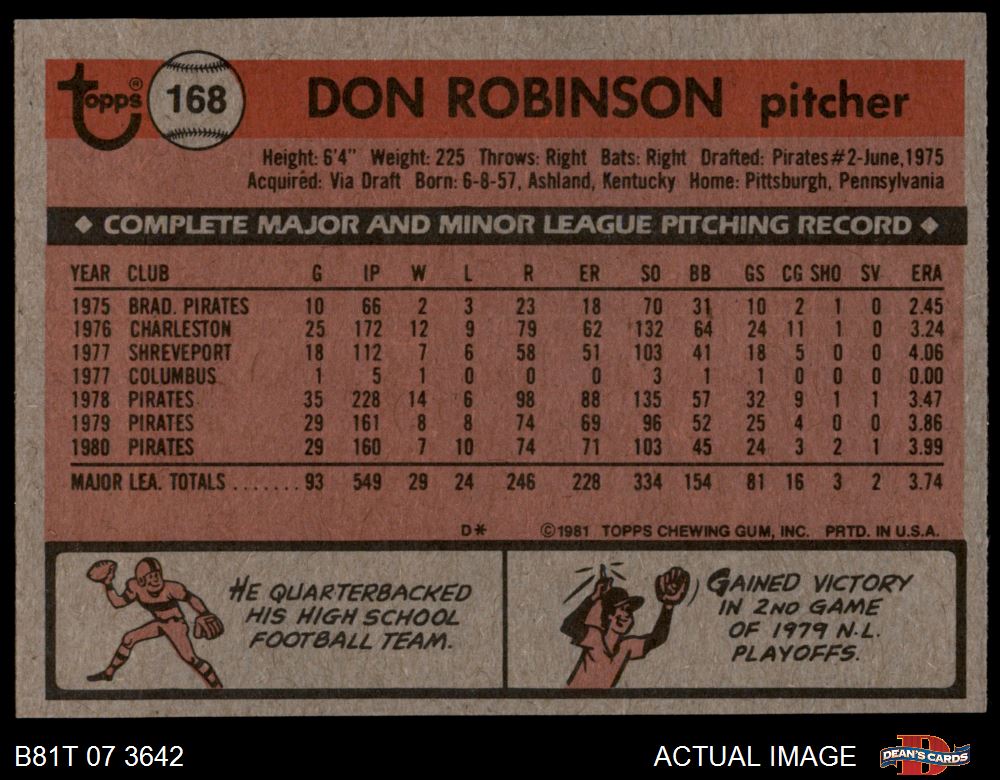 topps® 168 DON ROBINSON pitcher
Height: 6'4" Weight: 225 Throws: Right Bats: Right Drafted: Pirates #2-June, 1975
Acquired: Via Draft Born: 6-8-57, Ashland, Kentucky Home: Pittsburgh, Pennsylvania
◆ COMPLETE MAJOR AND MINOR LEAGUE PITCHING RECORD ◆
YEAR CLUB G IP W L R ER SO BB GS CG SHO SV ERA
1975 BRAD. PIRATES 10 66 2 3 23 18 70 31 10 2 1 0 2.45
1976 CHARLESTON 25 172 12 9 79 62 132 64 24 11 1 0 3.24
1977 SHREVEPORT 18 112 7 6 58 51 103 41 18 5 0 0 4.06
1977 COLUMBUS 1 5 1 0 0 0 3 1 1 0 0 0 0.00
1978 PIRATES 35 228 14 6 98 88 135 57 32 9 1 1 3.47
1979 PIRATES 29 161 8 8 74 69 96 52 25 4 0 0 3.86
1980 PIRATES 29 160 7 10 74 71 103 45 24 3 2 1 3.99
MAJOR LEA. TOTALS ....... 93 549 29 24 246 228 334 154 81 16 3 2 3.74
D* ©1981 TOPPS CHEWING GUM, INC. PRTD. IN U.S.A.
HE QUARTERBACKED
HIS HIGH SCHOOL
FOOTBALL TEAM.
GAINED VICTORY
IN 2ND GAME
OF 1979 N.L.
PLAYOFFS.
B81T 07 3642 ACTUAL IMAGE D DEAN'S CARDS